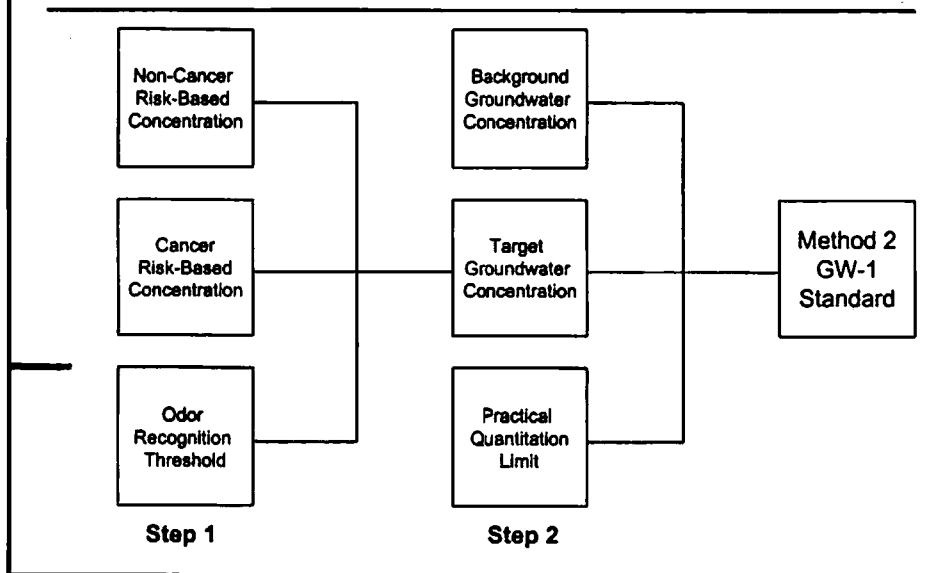 Non-Cancer
Risk-Based
Concentration
Background
Groundwater
Concentration
Cancer
Risk-Based
Concentration
Target
Groundwater
Concentration
Method 2
GW-1
Standard
Odor
Recognition
Threshold
Practical
Quantitation
Limit
Step 1
Step 2